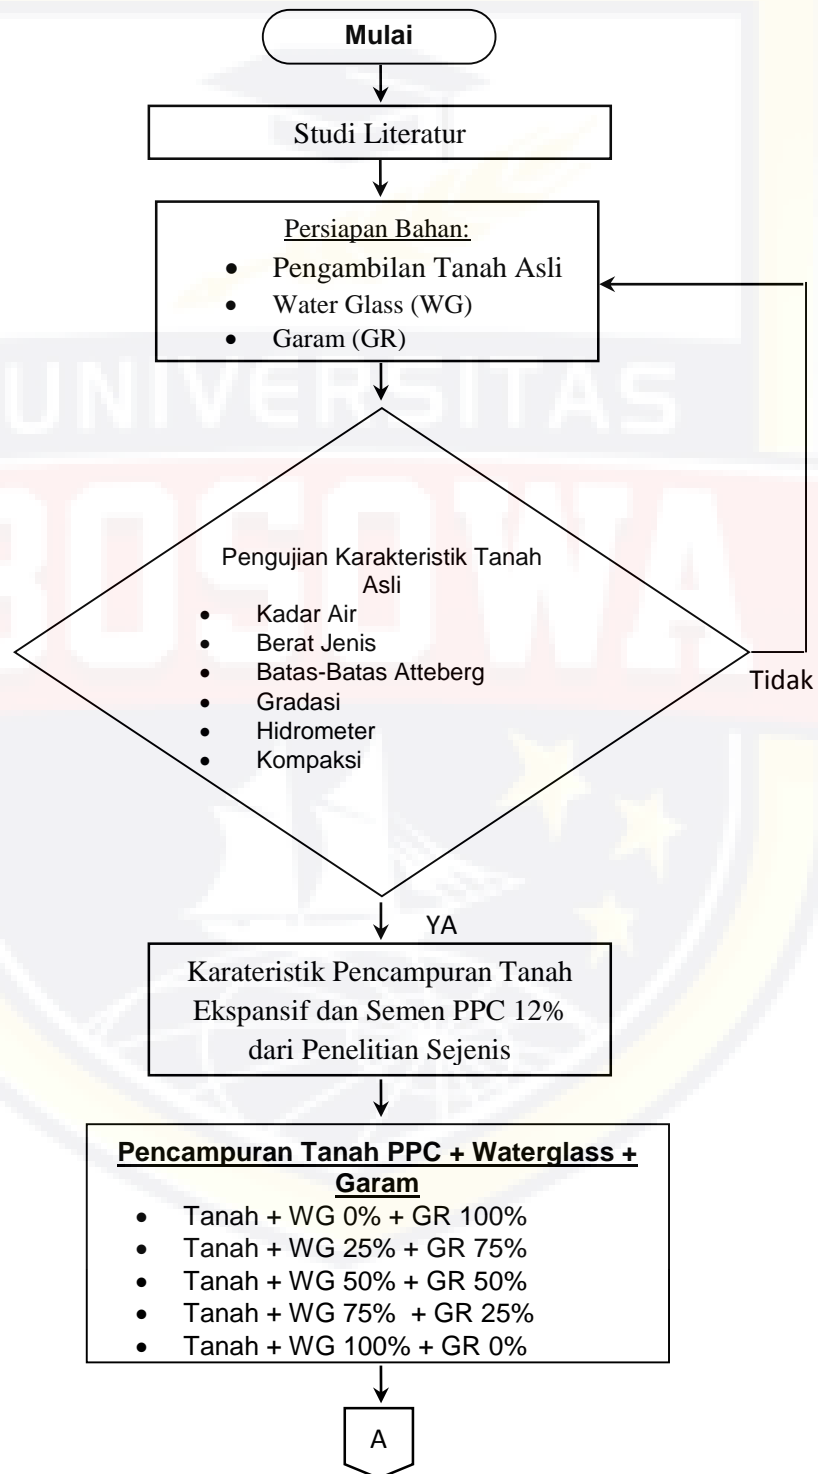 Mulai
Studi Literatur
Persiapan Bahan:
• Pengambilan Tanah Asli
• Water Glass (WG)
• Garam (GR)
UNIVERSITAS
BOSOWA
Pengujian Karakteristik Tanah
Asli
• Kadar Air
• Berat Jenis
• Batas-Batas Atteberg
• Gradasi
• Hidrometer
• Kompaksi
Tidak
YA
Karateristik Pencampuran Tanah
Ekspansif dan Semen PPC 12%
dari Penelitian Sejenis
Pencampuran Tanah PPC + Waterglass +
Garam
• Tanah + WG 0% + GR 100%
• Tanah + WG 25% + GR 75%
• Tanah + WG 50% + GR 50%
• Tanah + WG 75% + GR 25%
• Tanah + WG 100% + GR 0%
A